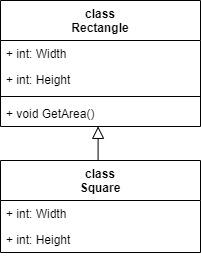 class
Rectangle
+ int: Width
+ int: Height
+ void GetArea()
class
Square
+ int: Width
+ int: Height